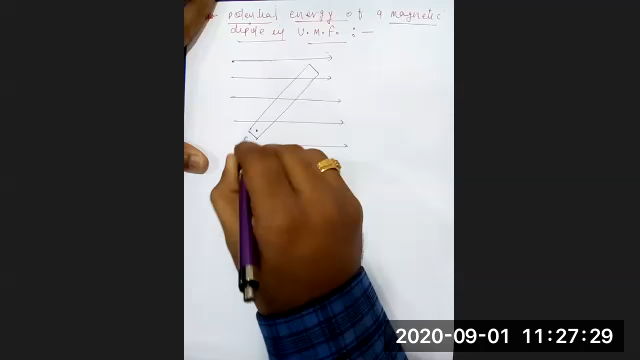 potential energy of a magnetic
dipole in U.M.F. :-
2020-09-01 11:27:29